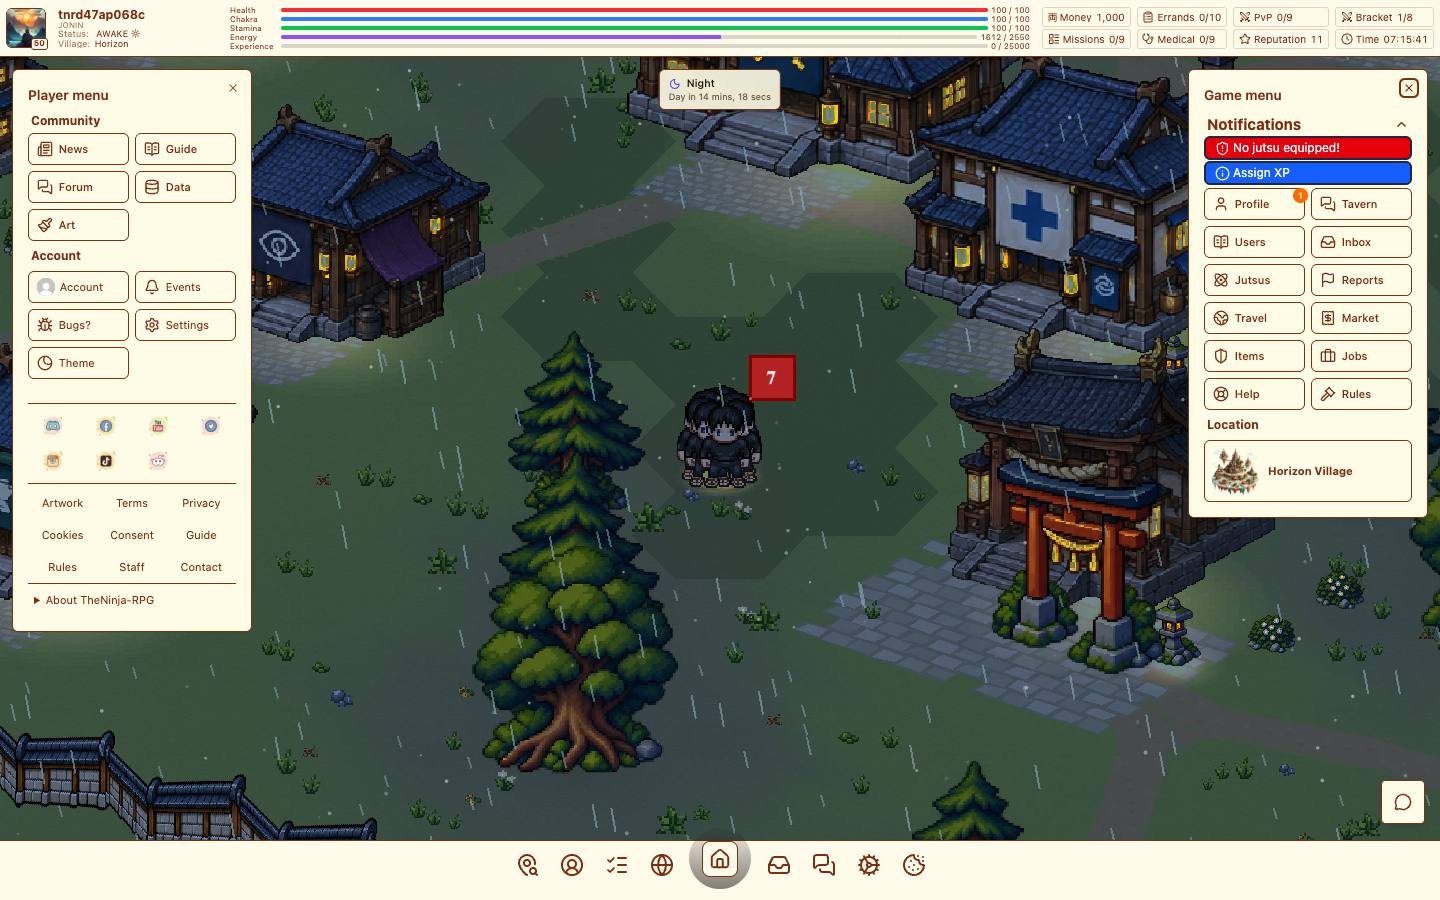 tnrd47ap068c
JONIN
Status: AWAKE
Village: Horizon
50
Health 100 / 100
Chakra 100 / 100
Stamina 100 / 100
Energy 1612 / 2550
Experience 0 / 25000
Money 1,000
Errands 0/10
PvP 0/9
Bracket 1/8
Missions 0/9
Medical 0/9
Reputation 11
Time 07:15:41
Night
Day in 14 mins, 18 secs
Player menu
Community
News
Guide
Forum
Data
Art
Account
Account
Events
Bugs?
Settings
Theme
Artwork
Terms
Privacy
Cookies
Consent
Guide
Rules
Staff
Contact
About TheNinja-RPG
7
Game menu
Notifications
No jutsu equipped!
Assign XP
Profile
1
Tavern
Users
Inbox
Jutsus
Reports
Travel
Market
Items
Jobs
Help
Rules
Location
Horizon Village